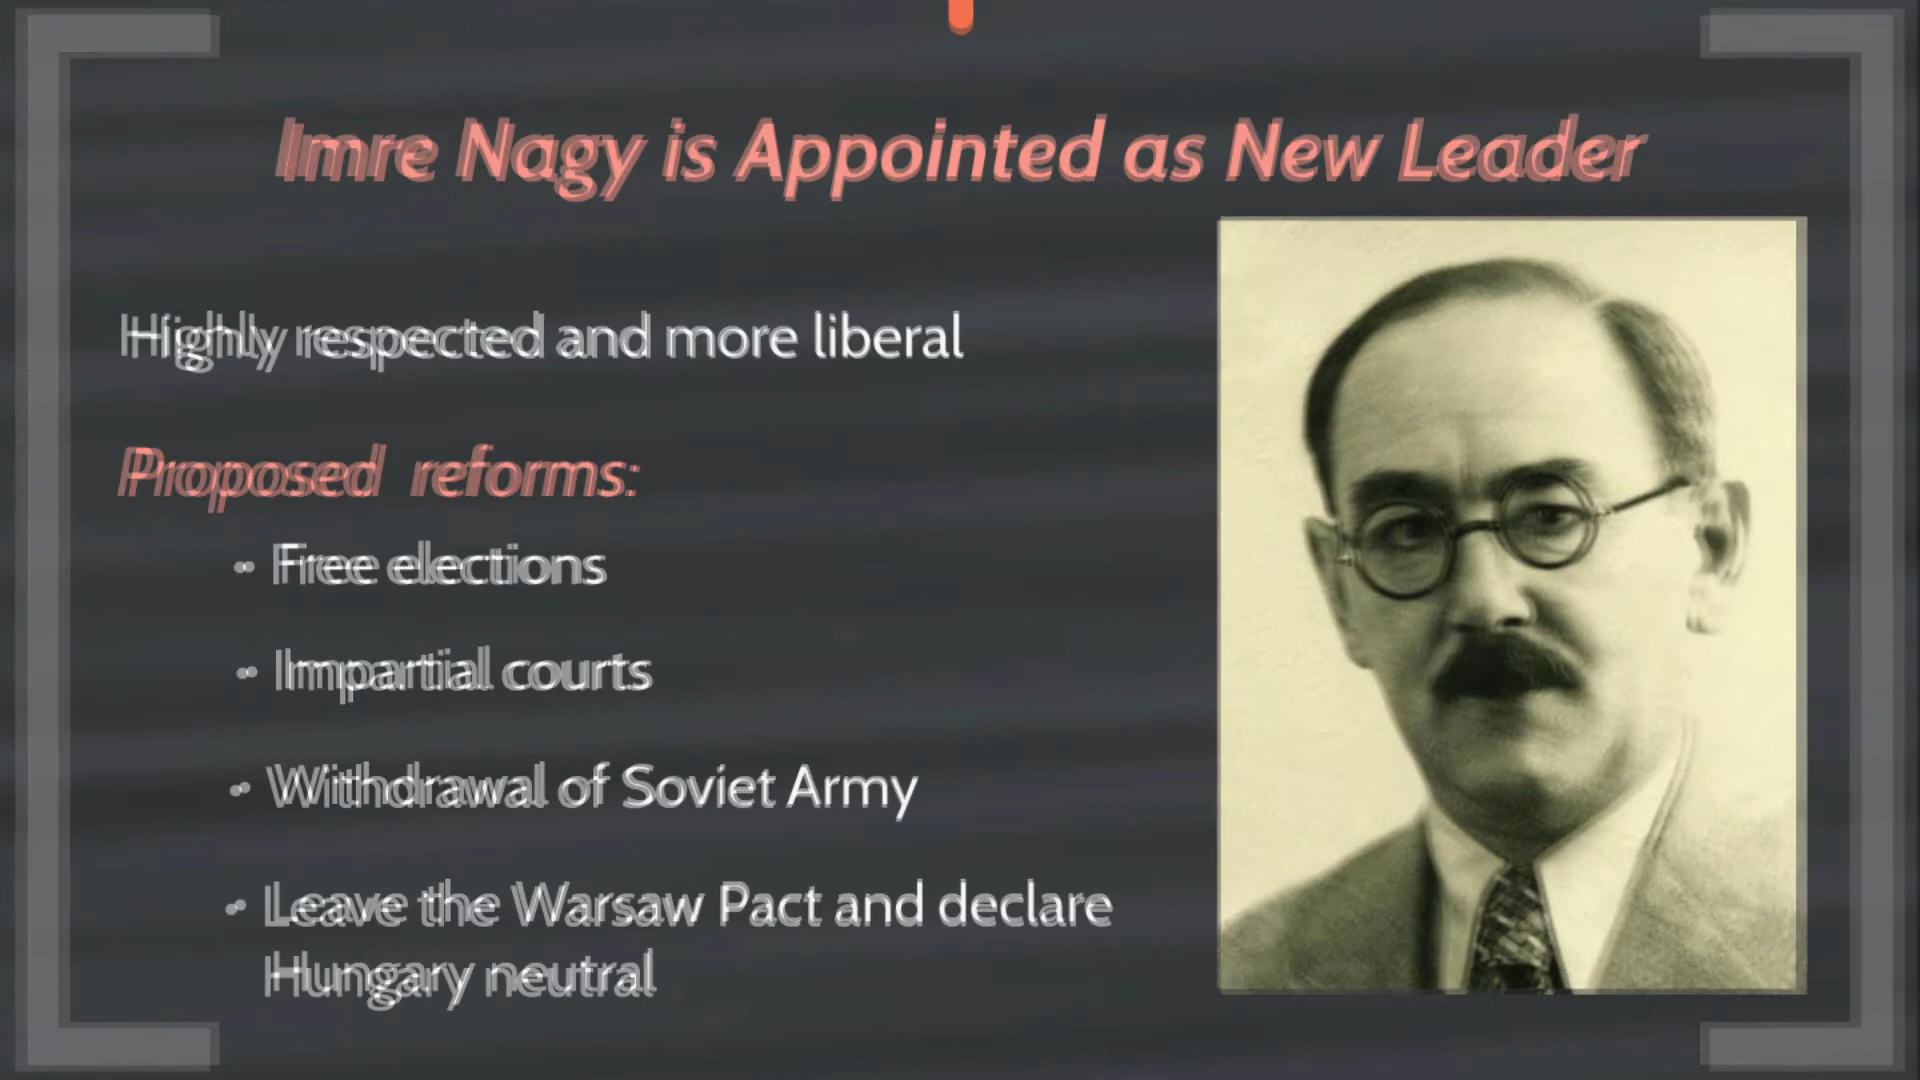 Imre Nagy is Appointed as New Leader
Highly respected and more liberal
Proposed reforms:
• Free elections
• Impartial courts
• Withdrawal of Soviet Army
• Leave the Warsaw Pact and declare
Hungary neutral